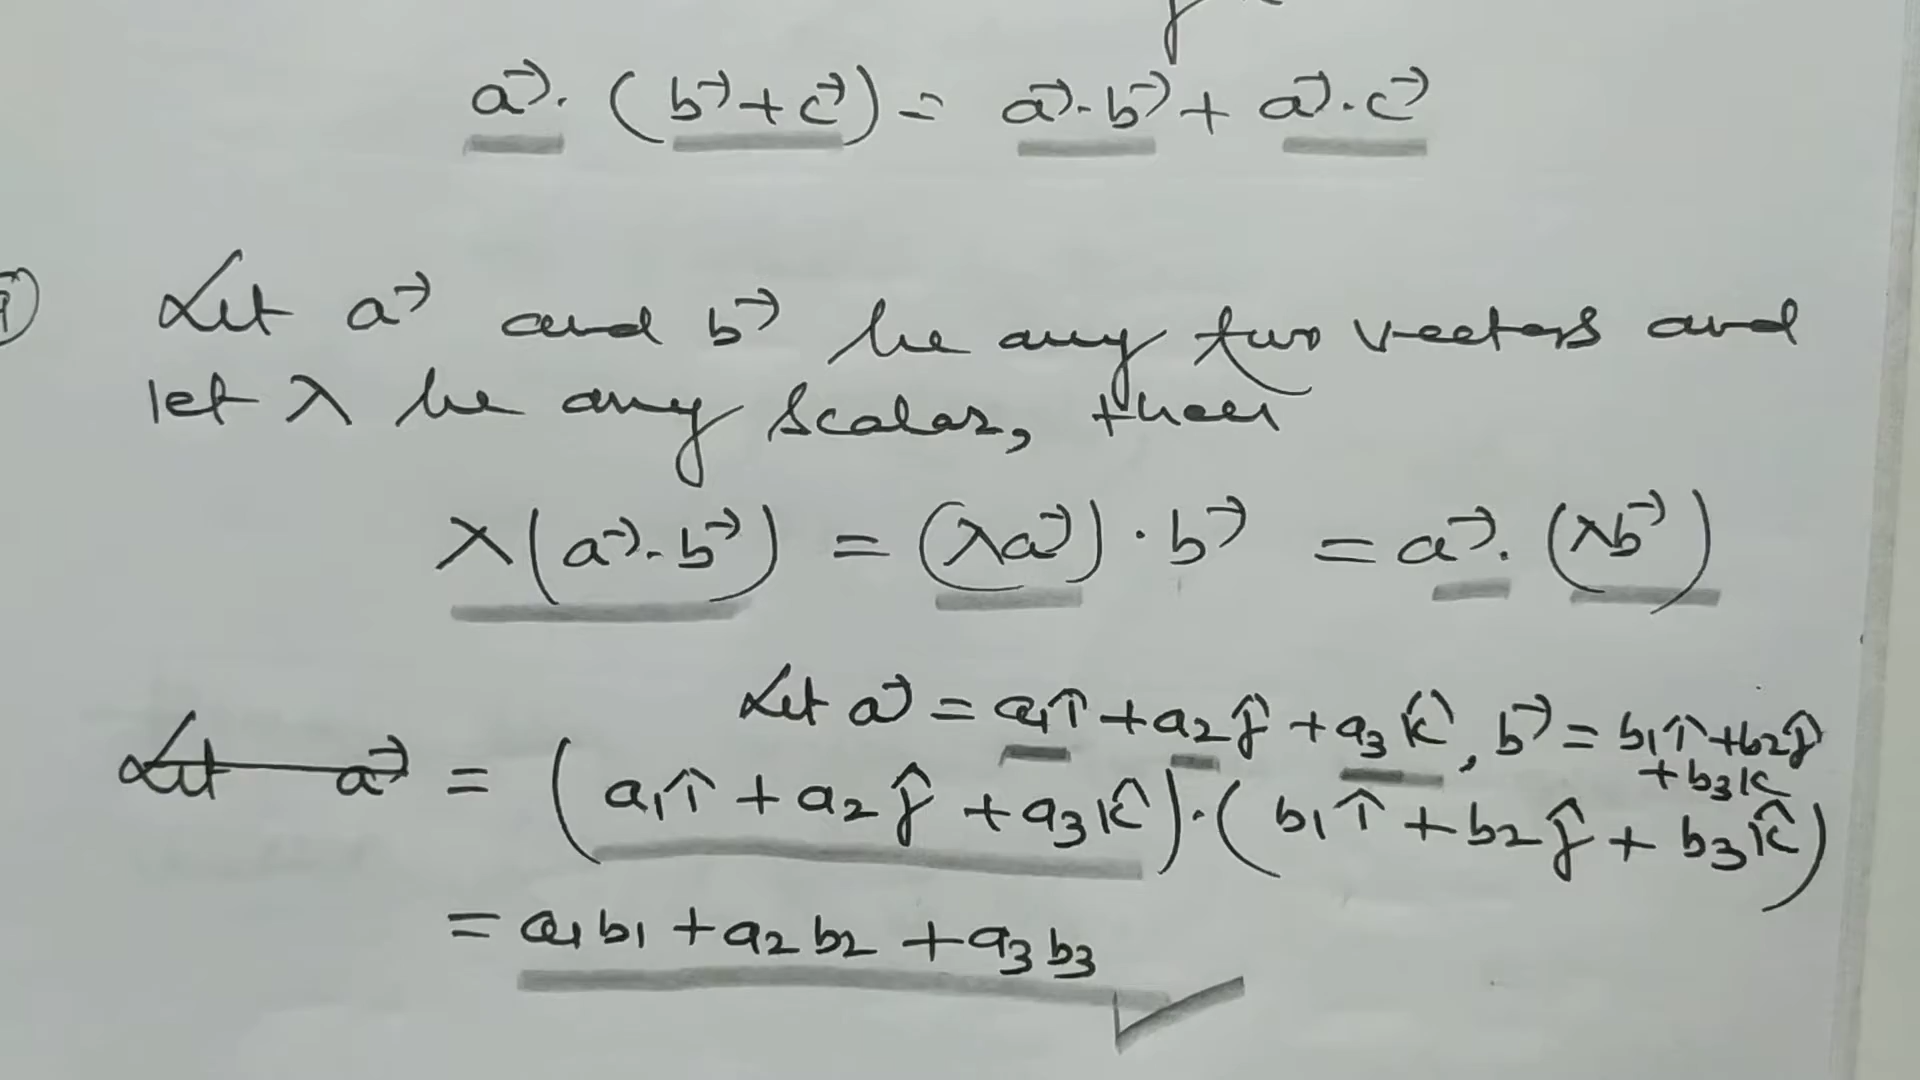 a⃗. (b⃗+c⃗) = a⃗.b⃗ + a⃗.c⃗
Let a⃗ and b⃗ be any two vectors and
let λ be any scalar, then
λ(a⃗.b⃗) = (λa⃗).b⃗ = a⃗.(λb⃗)
Let a⃗ = a₁î + a₂ĵ + a₃k̂, b⃗ = b₁î + b₂ĵ
+ b₃k
Let a⃗ = (a₁î + a₂ĵ + a₃k̂).(b₁î + b₂ĵ + b₃k̂)
= a₁b₁ + a₂b₂ + a₃b₃